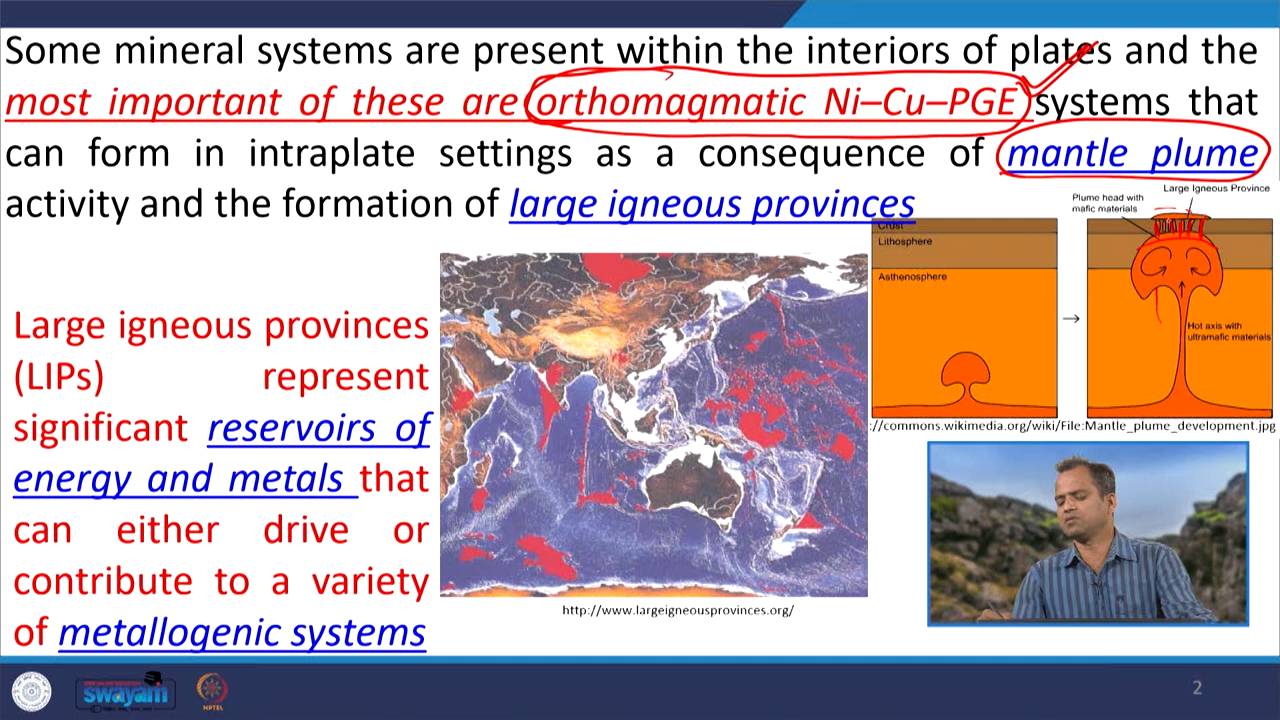 Some mineral systems are present within the interiors of plates and the
most important of these are orthomagmatic Ni–Cu–PGE systems that
can form in intraplate settings as a consequence of mantle plume
activity and the formation of large igneous provinces
Large Igneous Province
Plume head with
mafic materials
Crust
Lithosphere
Asthenosphere
Hot axis with
ultramafic materials
://commons.wikimedia.org/wiki/File:Mantle_plume_development.jpg
Large igneous provinces
(LIPs) represent
significant reservoirs of
energy and metals that
can either drive or
contribute to a variety
of metallogenic systems
http://www.largeigneousprovinces.org/
swayam
NPTEL
2